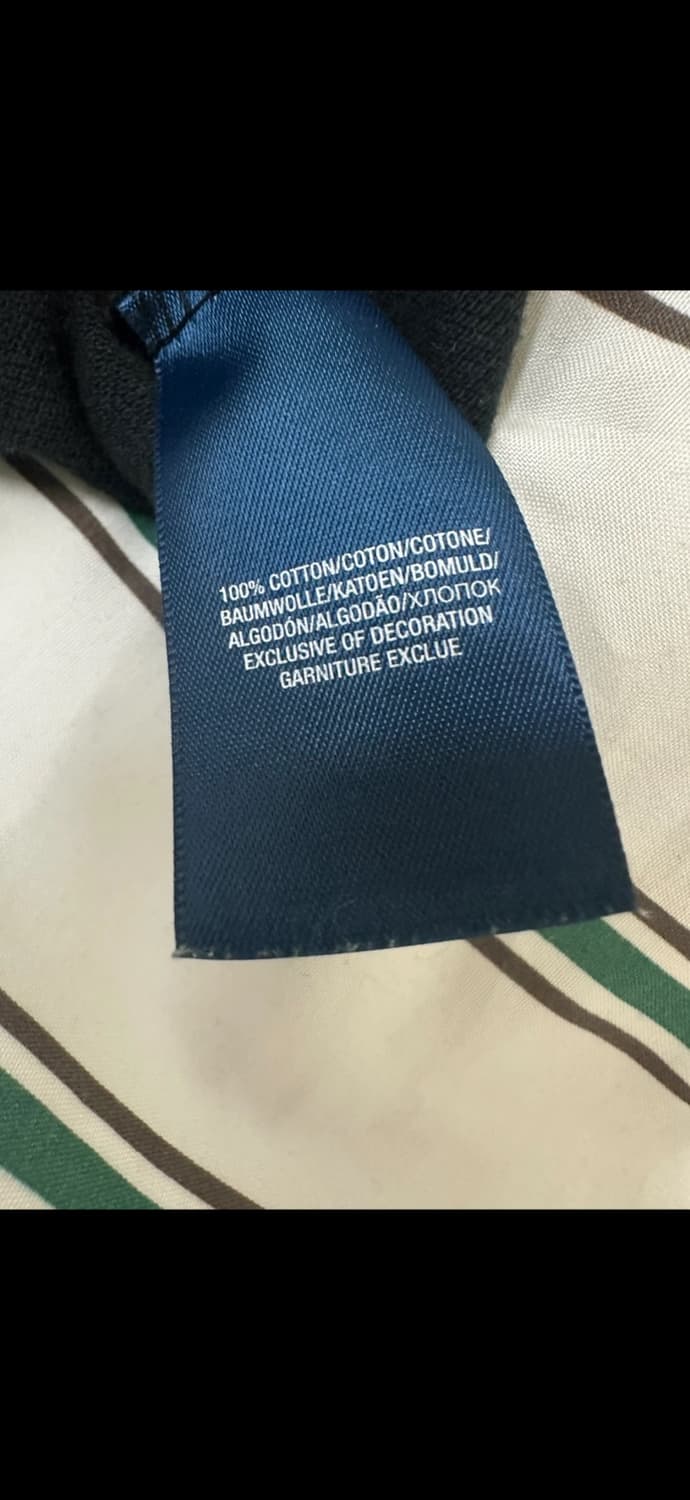 100% COTTON/COTON/COTONE/
BAUMWOLLE/KATOEN/BOMULD/
ALGODÓN/ALGODÃO/ХЛОПОК
EXCLUSIVE OF DECORATION
GARNITURE EXCLUE